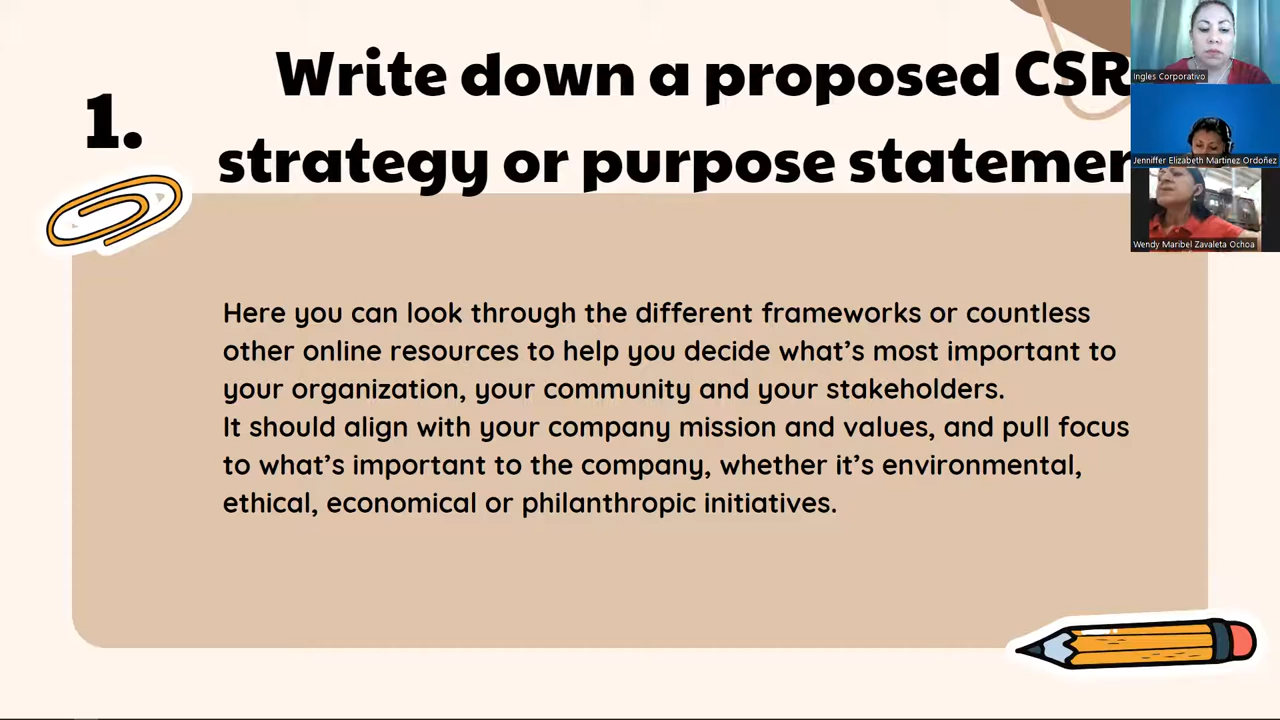 1.
Write down a proposed CSR
strategy or purpose statemen
Here you can look through the different frameworks or countless
other online resources to help you decide what's most important to
your organization, your community and your stakeholders.
It should align with your company mission and values, and pull focus
to what's important to the company, whether it's environmental,
ethical, economical or philanthropic initiatives.
Ingles Corporativo
Jenniffer Elizabeth Martinez Ordoñez
Wendy Maribel Zavaleta Ochoa